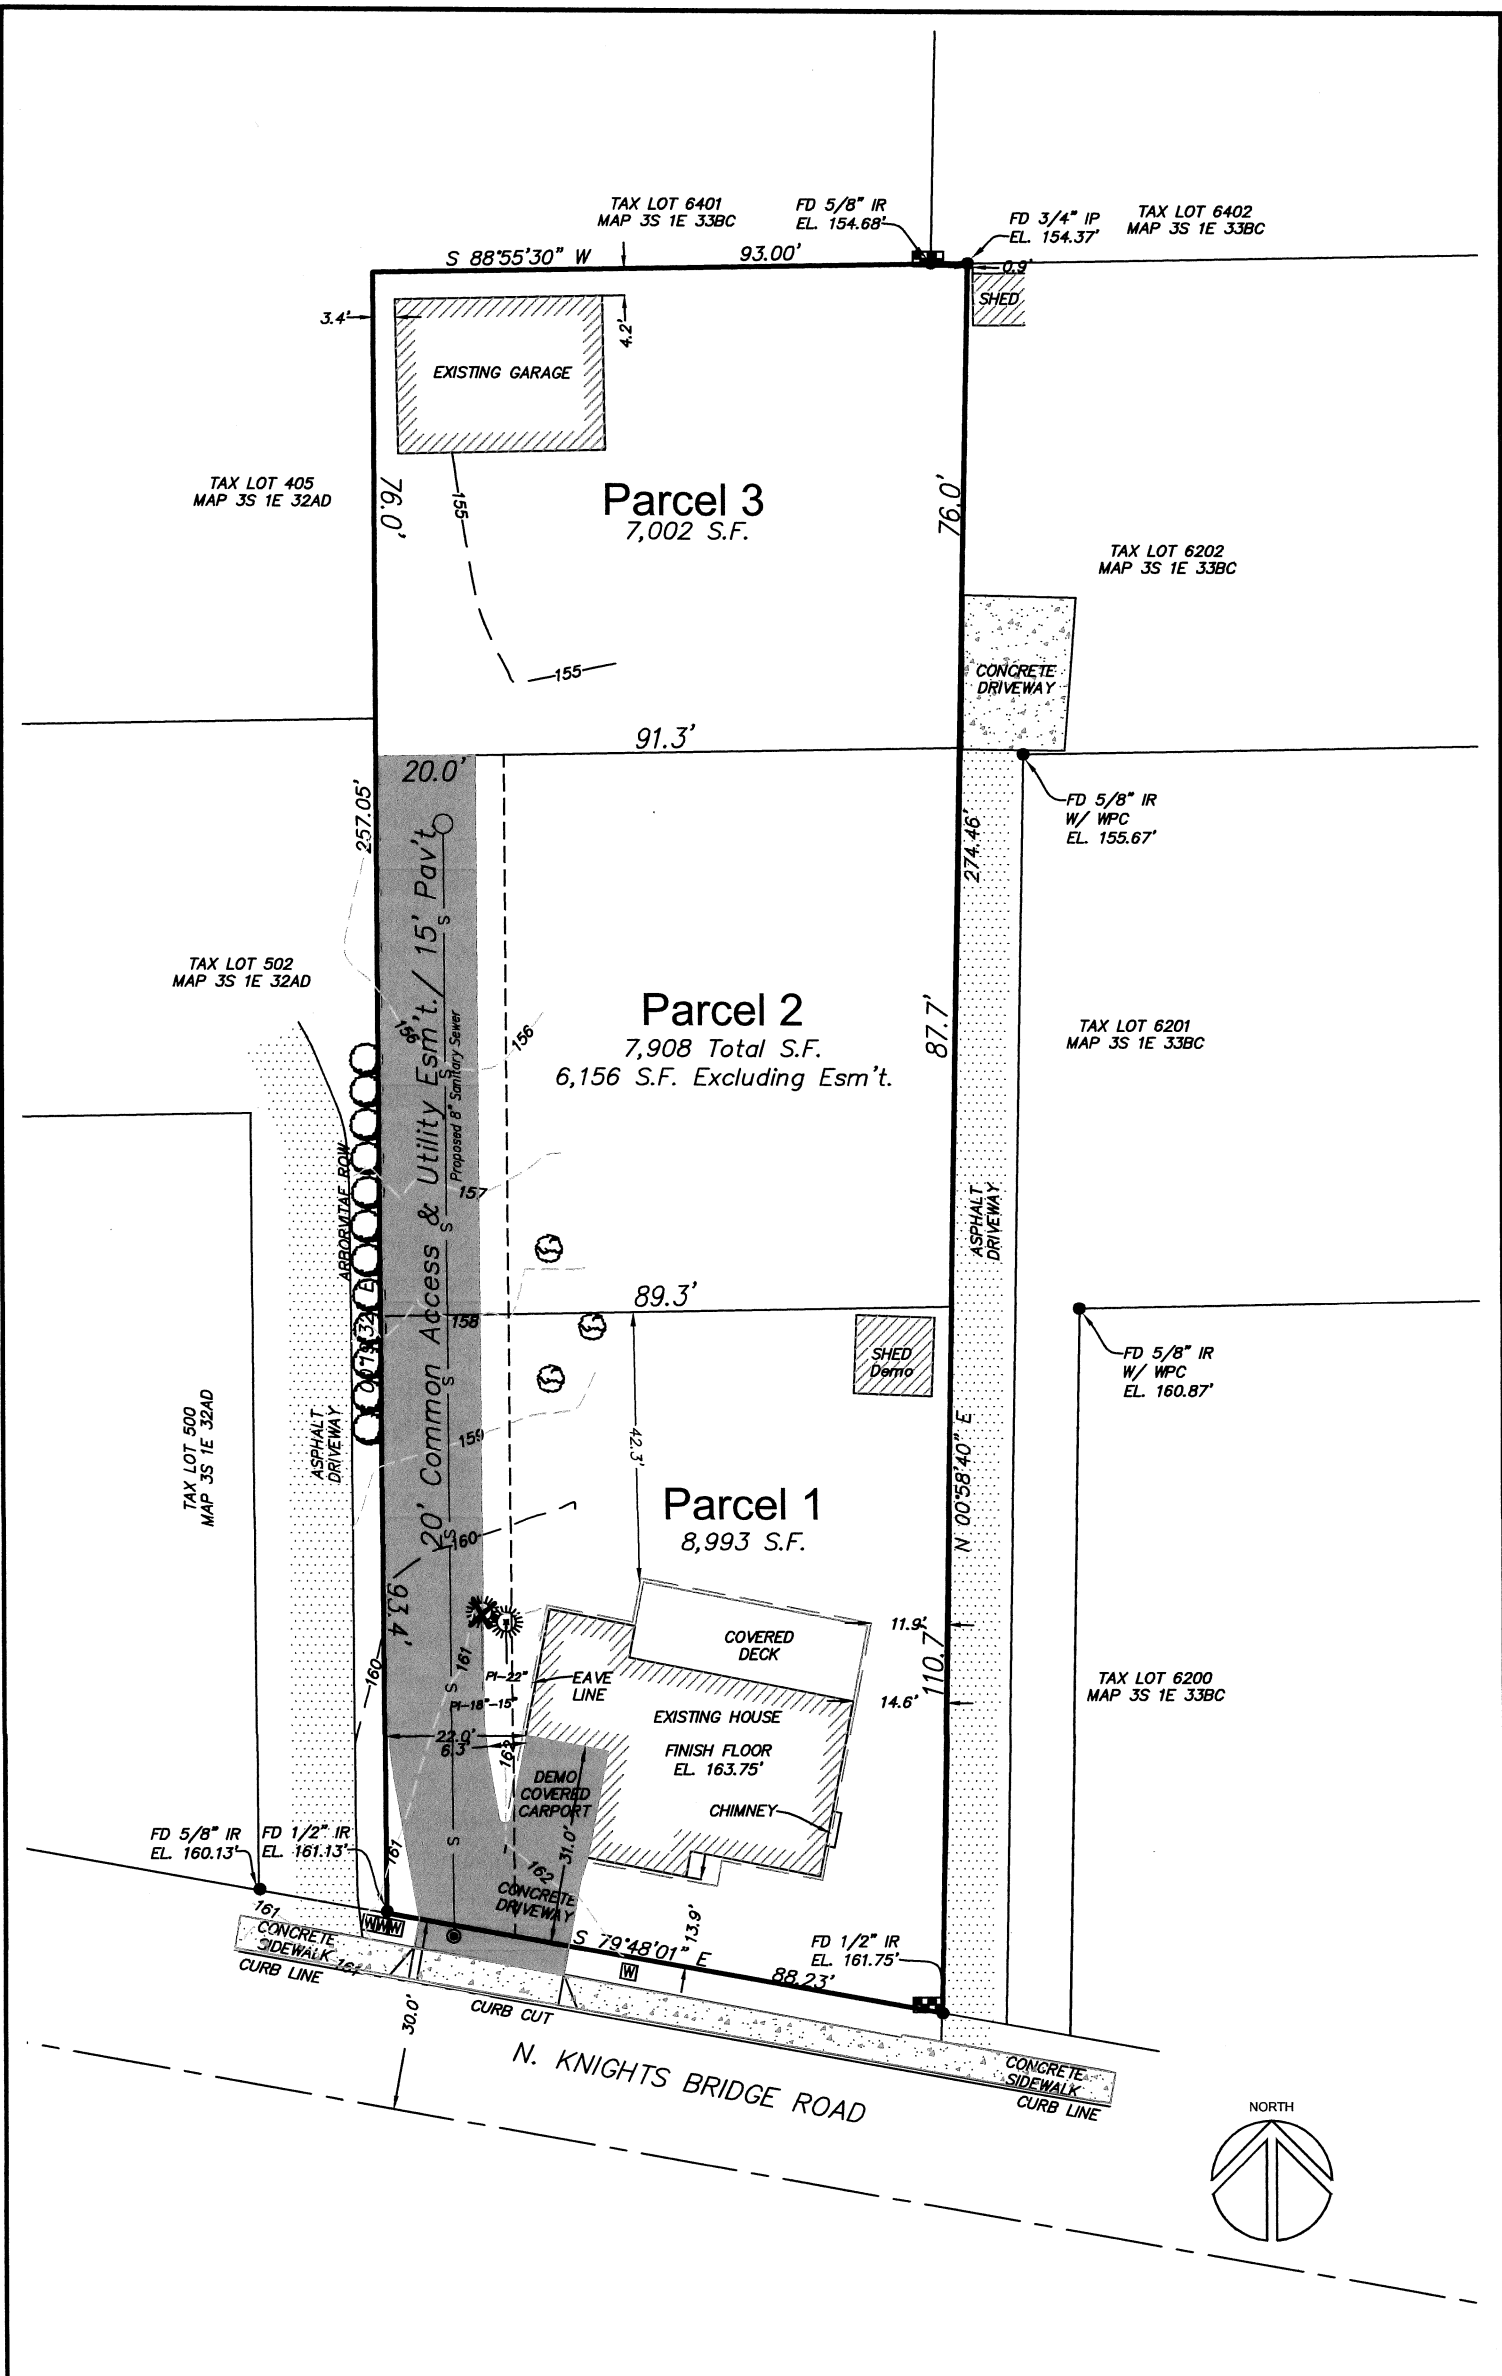 TAX LOT 6401
MAP 3S 1E 33BC
FD 5/8" IR
EL. 154.68'
FD 3/4" IP
EL. 154.37'
TAX LOT 6402
MAP 3S 1E 33BC
S 88°55'30" W
93.00'
0.9'
SHED
3.4'
4.2'
EXISTING GARAGE
TAX LOT 405
MAP 3S 1E 32AD
76.0'
155
Parcel 3
7,002 S.F.
76.0'
TAX LOT 6202
MAP 3S 1E 33BC
155
CONCRETE
DRIVEWAY
91.3'
20.0'
257.05'
274.46'
FD 5/8" IR
W/ WPC
EL. 155.67'
TAX LOT 502
MAP 3S 1E 32AD
156
156
Parcel 2
7,908 Total S.F.
6,156 S.F. Excluding Esm't.
87.7'
TAX LOT 6201
MAP 3S 1E 33BC
20' Common Access & Utility Esm't./ 15' Pav't
Proposed 8" Sanitary Sewer
S
S
S
S
S
S
S
ARBORVITAE ROW
157
ASPHALT
DRIVEWAY
89.3'
158
N 00°58'40" E
SHED
Demo
FD 5/8" IR
W/ WPC
EL. 160.87'
TAX LOT 500
MAP 3S 1E 32AD
ASPHALT
DRIVEWAY
159
42.3'
Parcel 1
8,993 S.F.
160
93.4'
160
161
PI-22"
PI-18"-15"
EAVE
LINE
COVERED
DECK
11.9'
110.7'
14.6'
TAX LOT 6200
MAP 3S 1E 33BC
EXISTING HOUSE
FINISH FLOOR
EL. 163.75'
22.0'
6.3'
162
DEMO
COVERED
CARPORT
31.0'
CHIMNEY
FD 5/8" IR
EL. 160.13'
FD 1/2" IR
EL. 161.13'
161
162
CONCRETE
DRIVEWAY
161
WWW
CONCRETE
SIDEWALK
161
CURB LINE
S 79°48'01" E
13.9'
W
88.23'
FD 1/2" IR
EL. 161.75'
30.0'
CURB CUT
N. KNIGHTS BRIDGE ROAD
CONCRETE
SIDEWALK
CURB LINE
NORTH